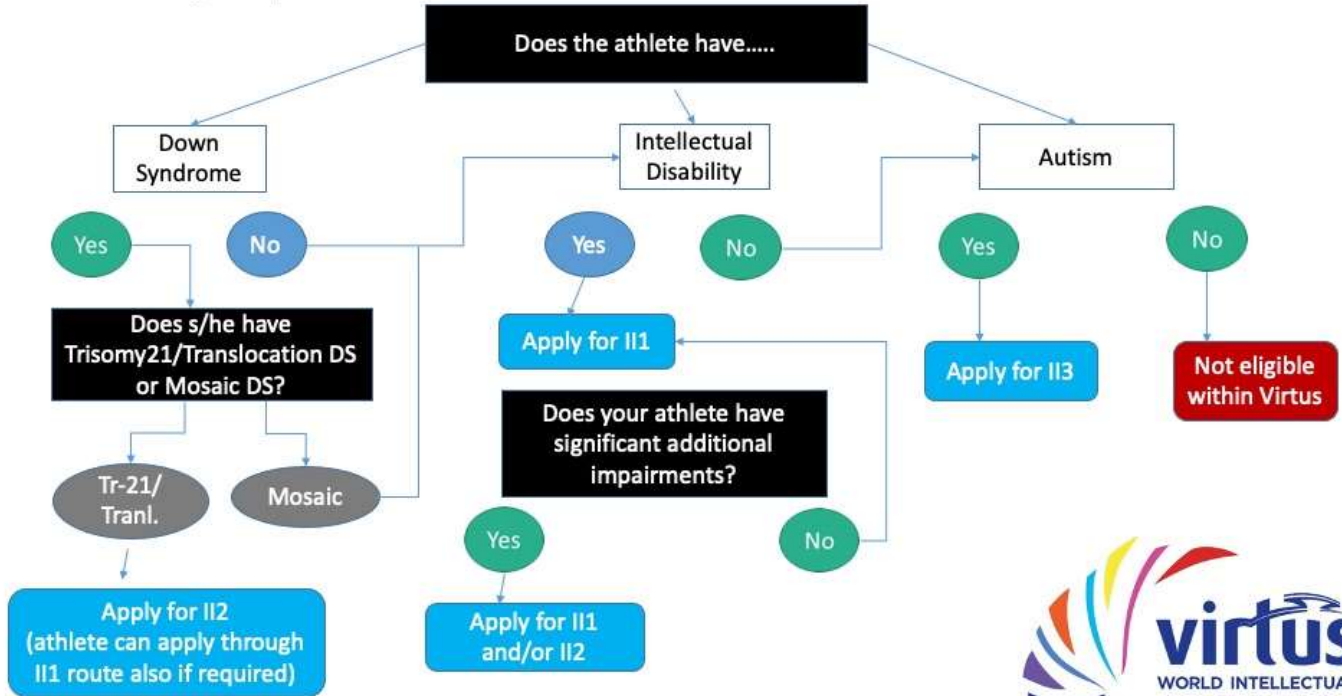 Does the athlete have.....
Down
Syndrome
Intellectual
Disability
Autism
Yes
No
Yes
No
Yes
No
Does s/he have
Trisomy21/Translocation DS
or Mosaic DS?
Apply for II1
Apply for II3
Not eligible
within Virtus
Does your athlete have
significant additional
impairments?
Tr-21/
Tranl.
Mosaic
Yes
No
Apply for II2
(athlete can apply through
II1 route also if required)
Apply for II1
and/or II2
virtus
WORLD INTELLECTUA